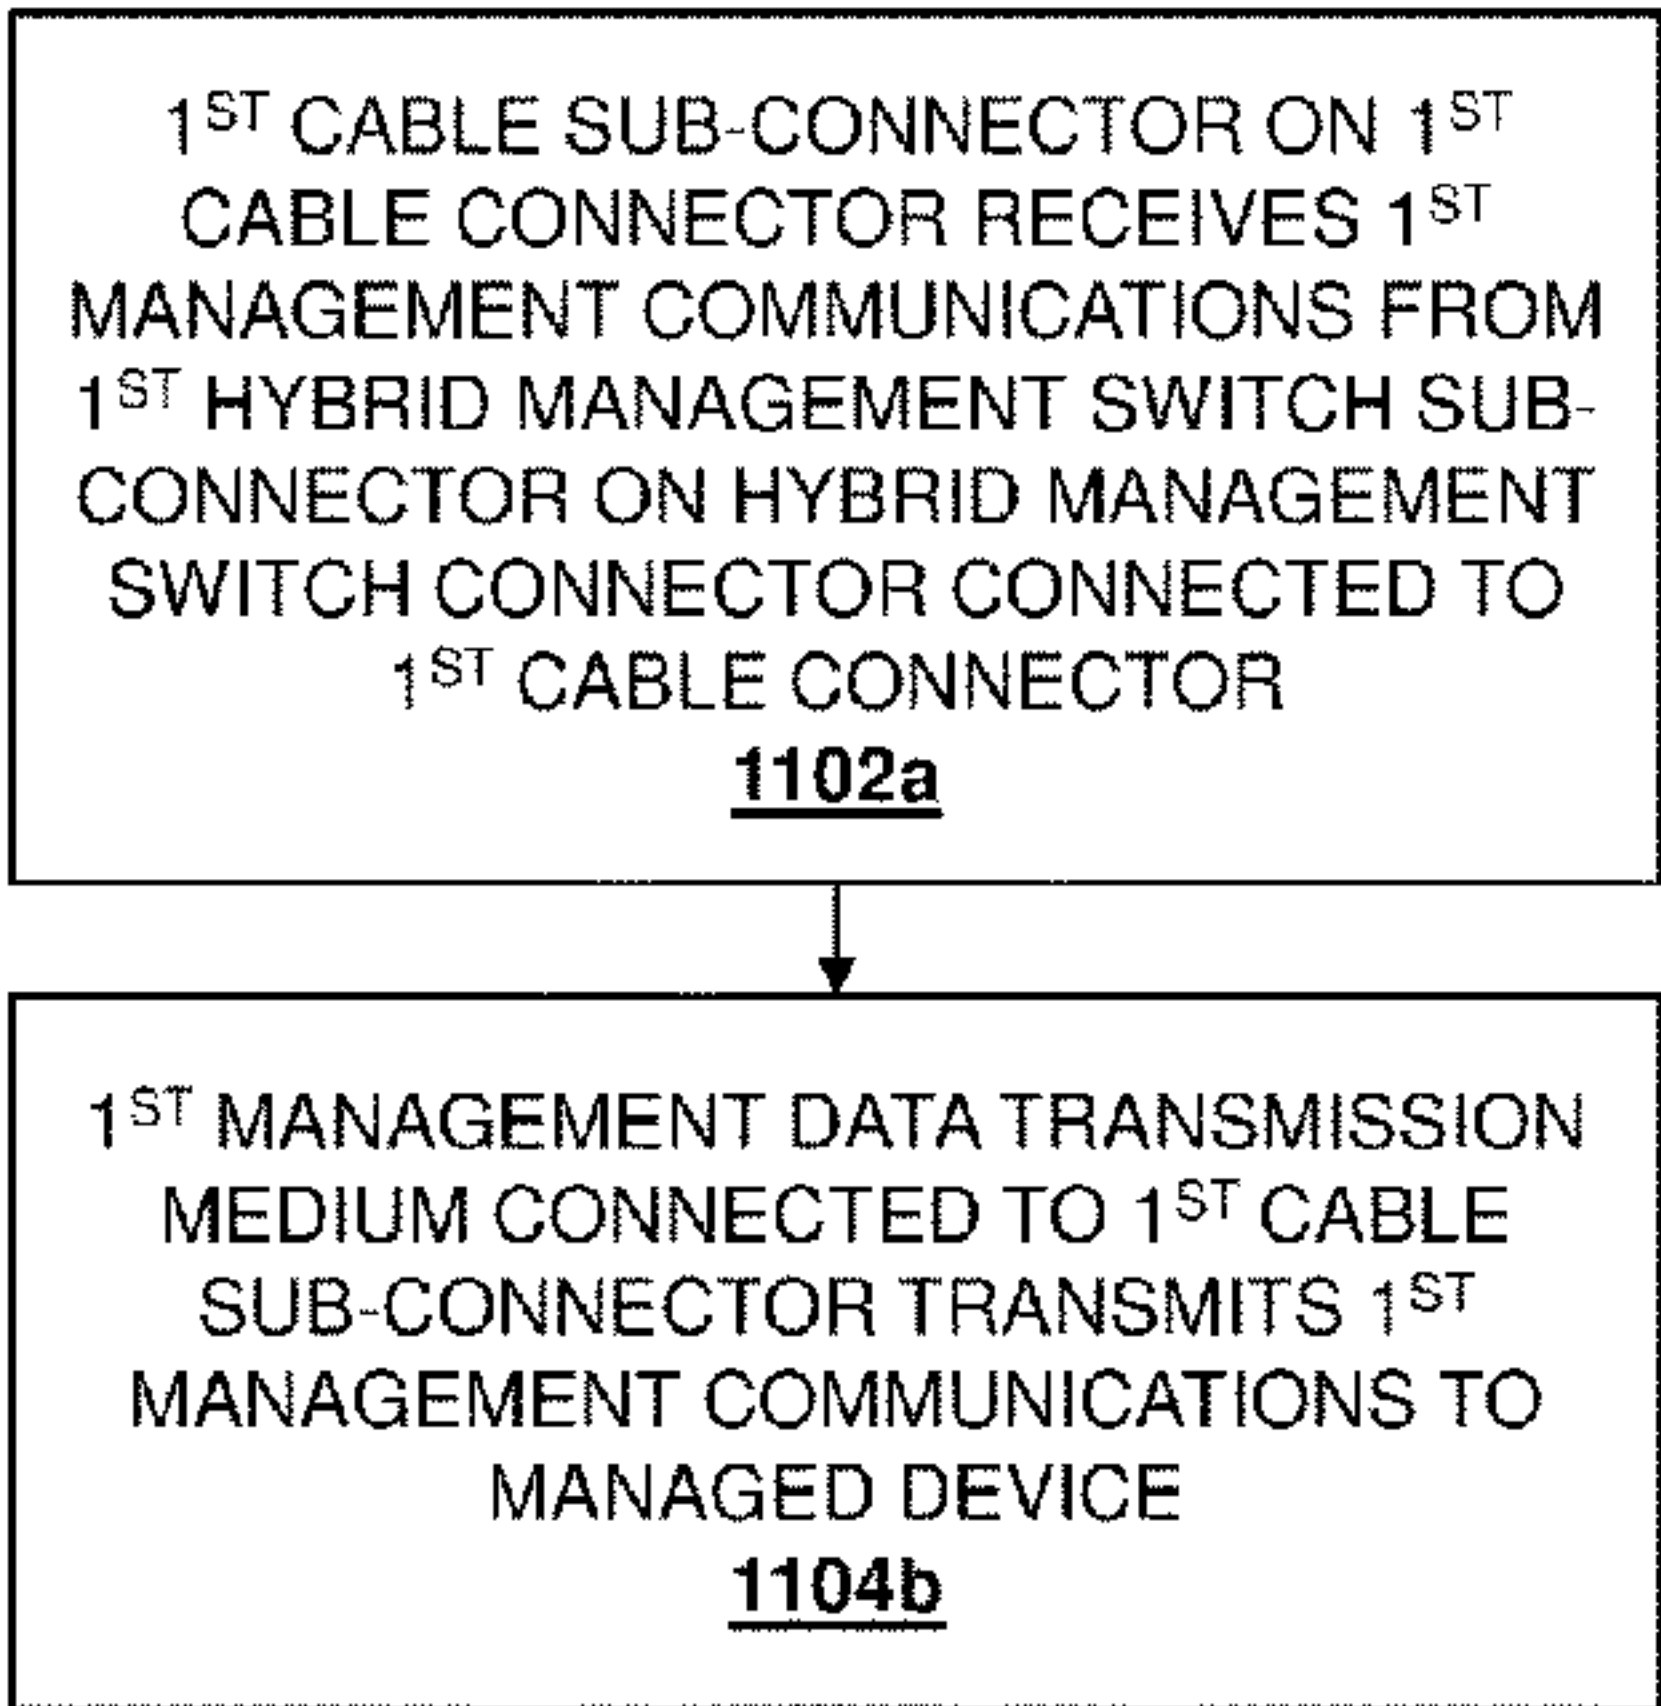 1ST CABLE SUB-CONNECTOR ON 1ST
CABLE CONNECTOR RECEIVES 1ST
MANAGEMENT COMMUNICATIONS FROM
1ST HYBRID MANAGEMENT SWITCH SUB-
CONNECTOR ON HYBRID MANAGEMENT
SWITCH CONNECTOR CONNECTED TO
1ST CABLE CONNECTOR
1102a
1ST MANAGEMENT DATA TRANSMISSION
MEDIUM CONNECTED TO 1ST CABLE
SUB-CONNECTOR TRANSMITS 1ST
MANAGEMENT COMMUNICATIONS TO
MANAGED DEVICE
1104b